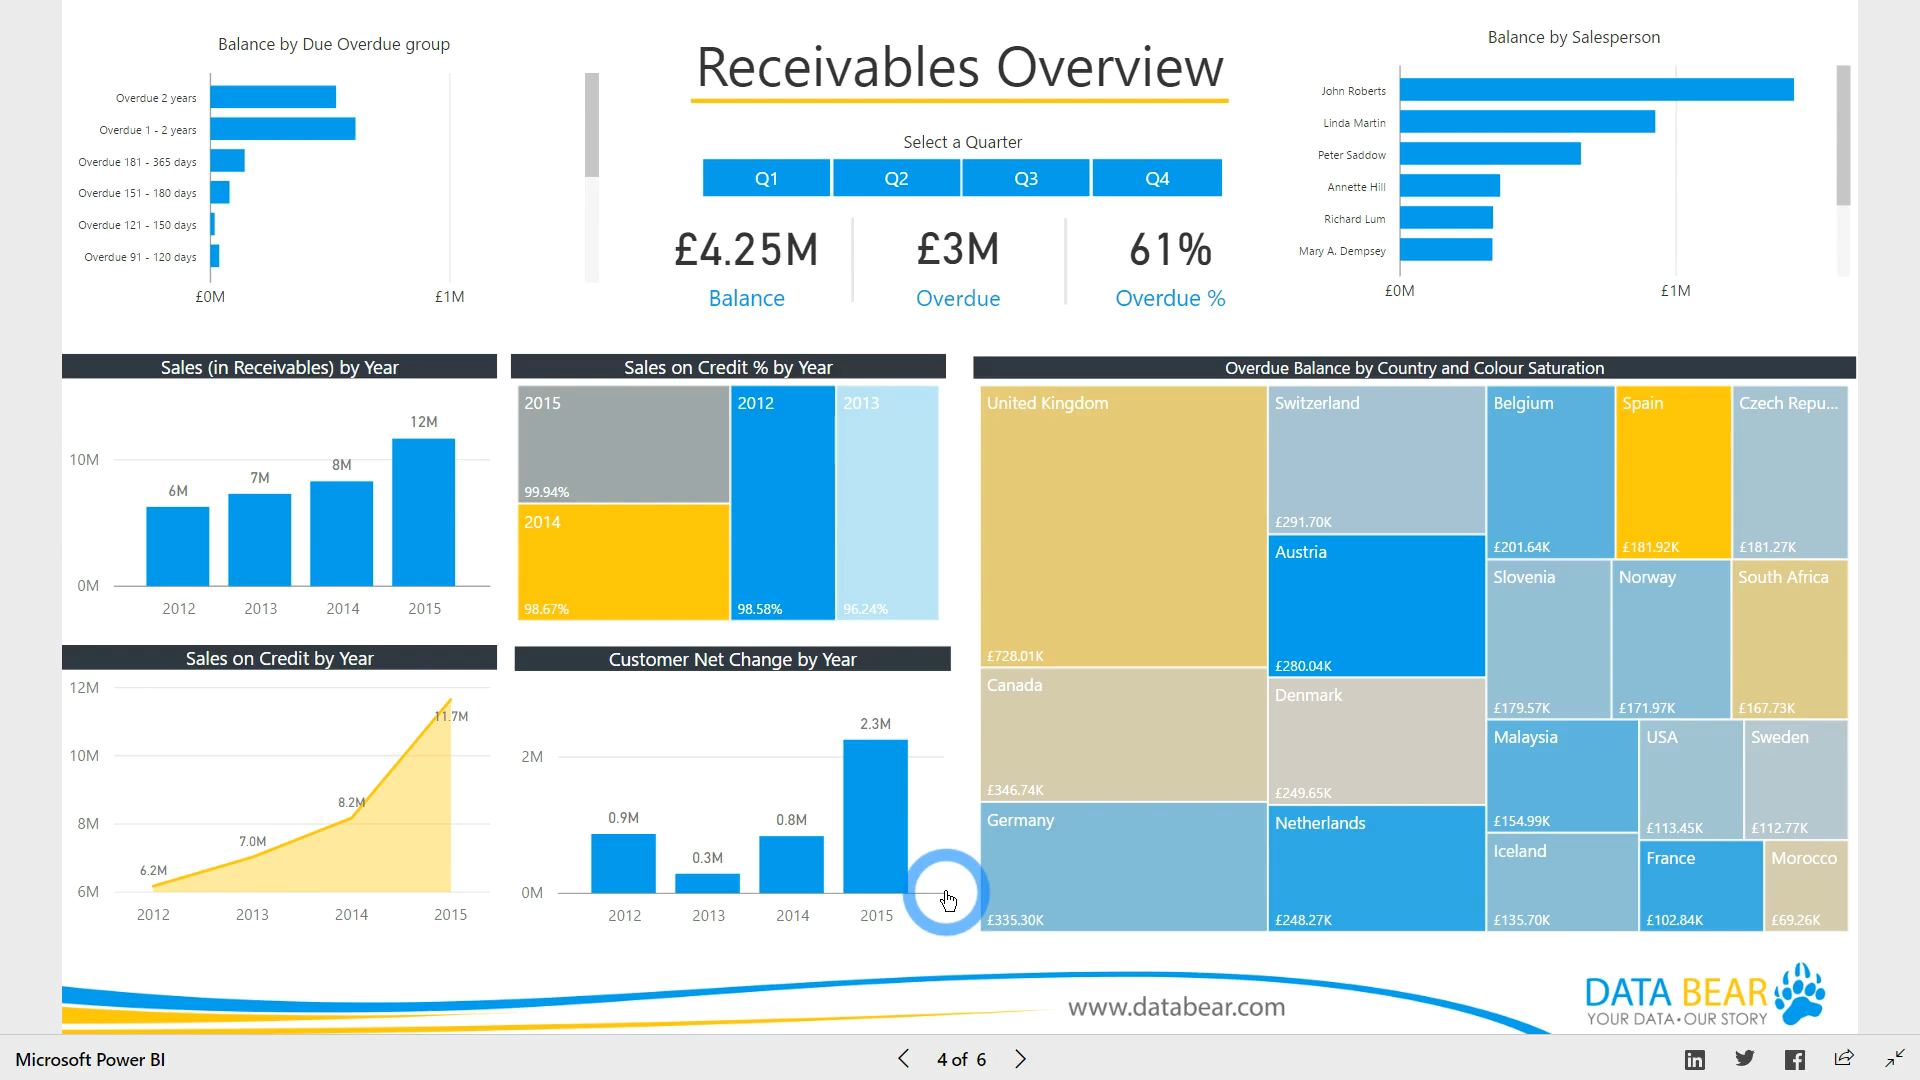 Balance by Due Overdue group
Overdue 2 years
Overdue 1 - 2 years
Overdue 181 - 365 days
Overdue 151 - 180 days
Overdue 121 - 150 days
Overdue 91 - 120 days
£0M £1M
Receivables Overview
Select a Quarter
Q1 Q2 Q3 Q4
£4.25M £3M 61%
Balance Overdue Overdue %
Balance by Salesperson
John Roberts
Linda Martin
Peter Saddow
Annette Hill
Richard Lum
Mary A. Dempsey
£0M £1M
Sales (in Receivables) by Year
12M
10M
8M
7M
6M
0M
2012 2013 2014 2015
Sales on Credit % by Year
2015
99.94%
2014
98.67%
2012
98.58%
2013
96.24%
Sales on Credit by Year
12M
11.7M
10M
8.2M
8M
7.0M
6.2M
6M
2012 2013 2014 2015
Customer Net Change by Year
2.3M
2M
0.9M
0.3M
0.8M
0M
2012 2013 2014 2015
Overdue Balance by Country and Colour Saturation
United Kingdom
£728.01K
Canada
£346.74K
Germany
£335.30K
Switzerland
£291.70K
Austria
£280.04K
Denmark
£249.65K
Netherlands
£248.27K
Belgium
£201.64K
Spain
£181.92K
Czech Repu...
£181.27K
Slovenia
£179.57K
Norway
£171.97K
South Africa
£167.73K
Malaysia
£154.99K
Iceland
£135.70K
USA
£113.45K
Sweden
£112.77K
France
£102.84K
Morocco
£69.26K
www.databear.com
DATA BEAR
YOUR DATA • OUR STORY
Microsoft Power BI
4 of 6